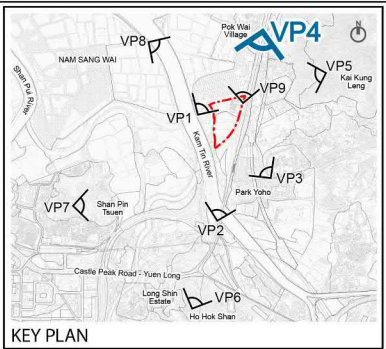 Pok Wai
Village
VP4
N
VP8
NAM SANG WAI
VP5
Kai Kung
Leng
Shan Pui River
VP9
VP1
Kam Tin River
VP3
Park Yoho
VP7
Shan Pin
Tsuen
VP2
Castle Peak Road - Yuen Long
Long Shin
Estate
VP6
Ho Hok Shan
KEY PLAN